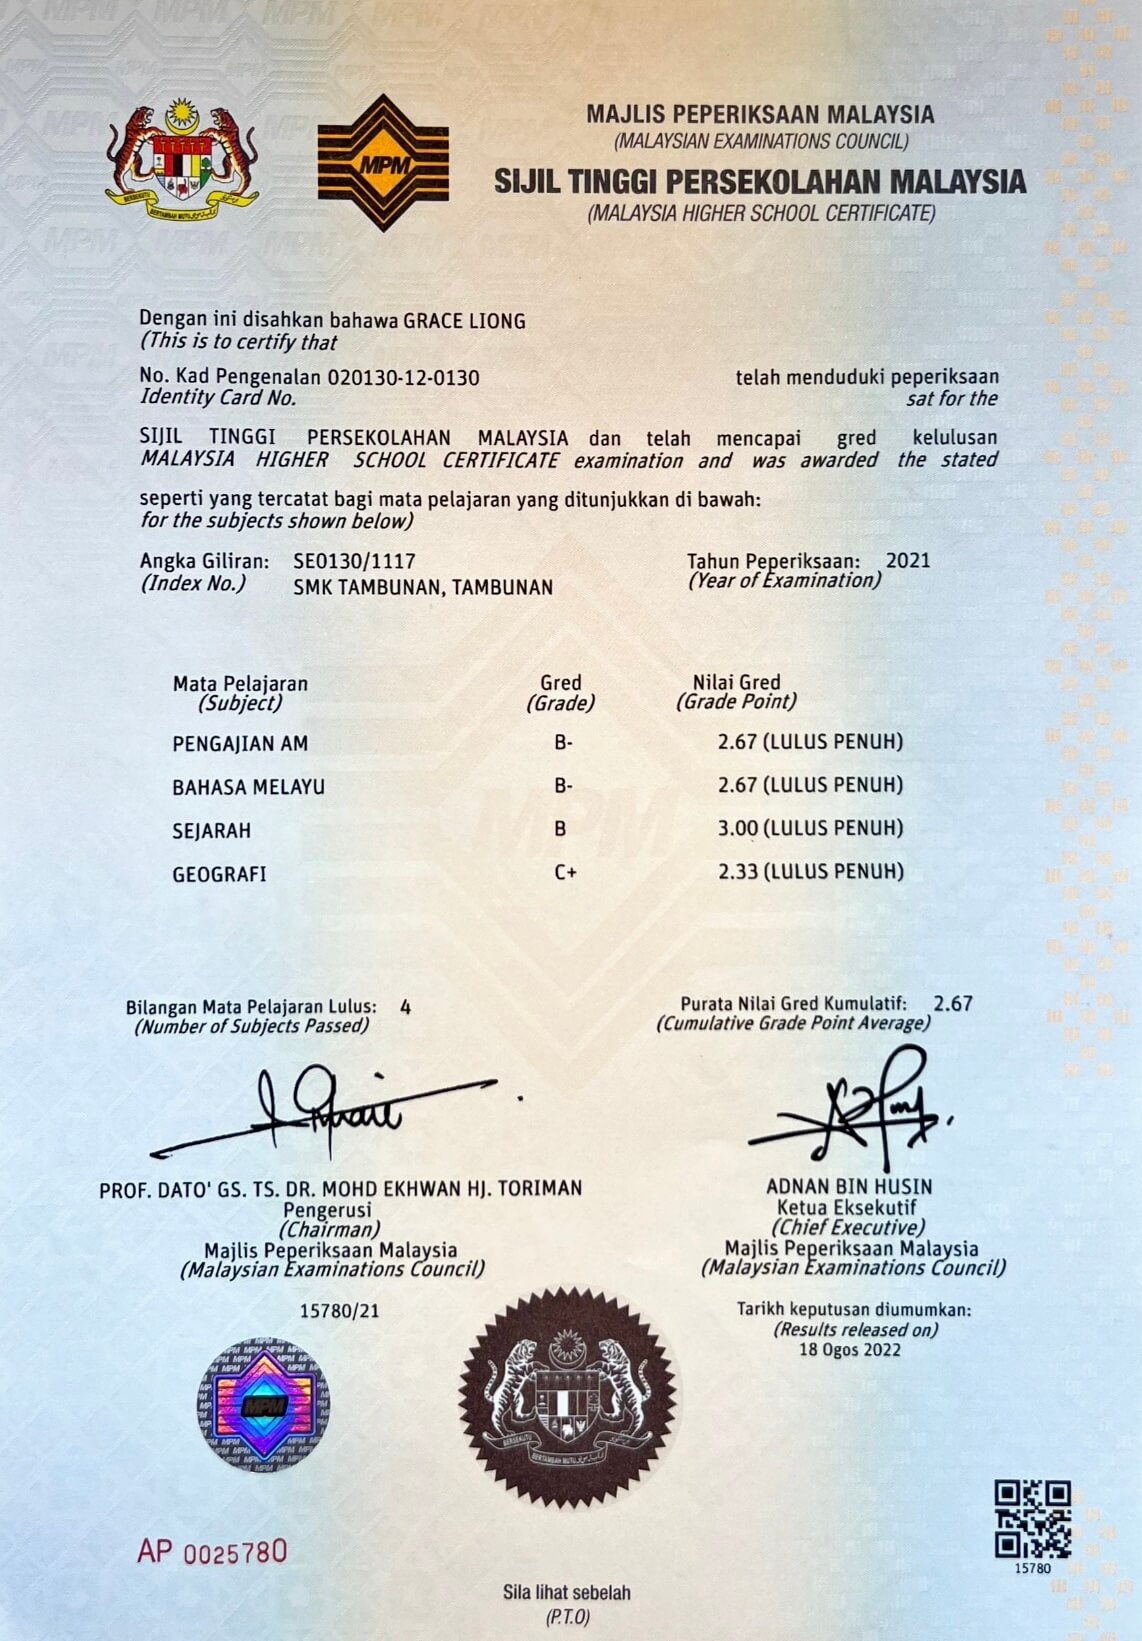 MAJLIS PEPERIKSAAN MALAYSIA
(MALAYSIAN EXAMINATIONS COUNCIL)
SIJIL TINGGI PERSEKOLAHAN MALAYSIA
(MALAYSIA HIGHER SCHOOL CERTIFICATE)
MPM
BERSEKUTU BERTAMBAH MUTU
Dengan ini disahkan bahawa GRACE LIONG
(This is to certify that
No. Kad Pengenalan 020130-12-0130 telah menduduki peperiksaan
Identity Card No. sat for the
SIJIL TINGGI PERSEKOLAHAN MALAYSIA dan telah mencapai gred kelulusan
MALAYSIA HIGHER SCHOOL CERTIFICATE examination and was awarded the stated
seperti yang tercatat bagi mata pelajaran yang ditunjukkan di bawah:
for the subjects shown below)
Angka Giliran: SE0130/1117 Tahun Peperiksaan: 2021
(Index No.) SMK TAMBUNAN, TAMBUNAN (Year of Examination)
Mata Pelajaran Gred Nilai Gred
(Subject) (Grade) (Grade Point)
PENGAJIAN AM B- 2.67 (LULUS PENUH)
BAHASA MELAYU B- 2.67 (LULUS PENUH)
SEJARAH B 3.00 (LULUS PENUH)
GEOGRAFI C+ 2.33 (LULUS PENUH)
Bilangan Mata Pelajaran Lulus: 4 Purata Nilai Gred Kumulatif: 2.67
(Number of Subjects Passed) (Cumulative Grade Point Average)
PROF. DATO' GS. TS. DR. MOHD EKHWAN HJ. TORIMAN
Pengerusi
(Chairman)
Majlis Peperiksaan Malaysia
(Malaysian Examinations Council)
15780/21
ADNAN BIN HUSIN
Ketua Eksekutif
(Chief Executive)
Majlis Peperiksaan Malaysia
(Malaysian Examinations Council)
Tarikh keputusan diumumkan:
(Results released on)
18 Ogos 2022
MPM
BERSEKUTU BERTAMBAH MUTU
AP 0025780
15780
Sila lihat sebelah
(P.T.O)